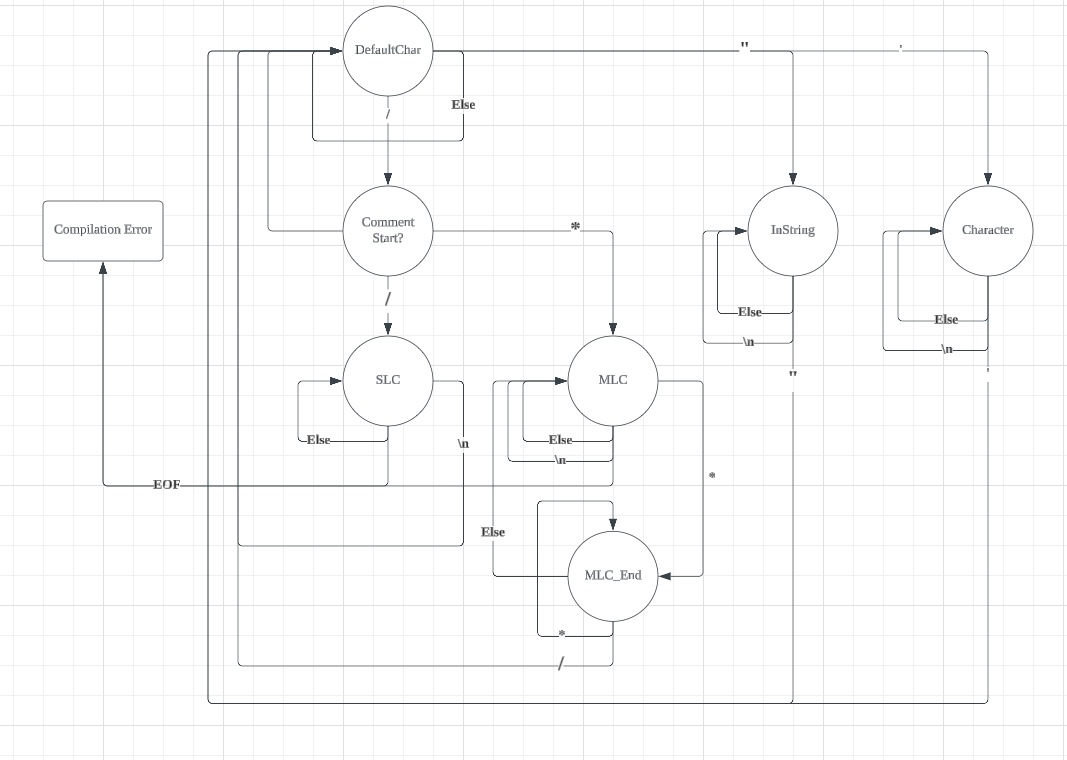 DefaultChar
"
'
/
Else
Compilation Error
Comment
Start?
*
InString
Character
/
Else
\n
Else
\n
SLC
MLC
"
'
Else
\n
Else
\n
*
EOF
Else
MLC_End
*
/